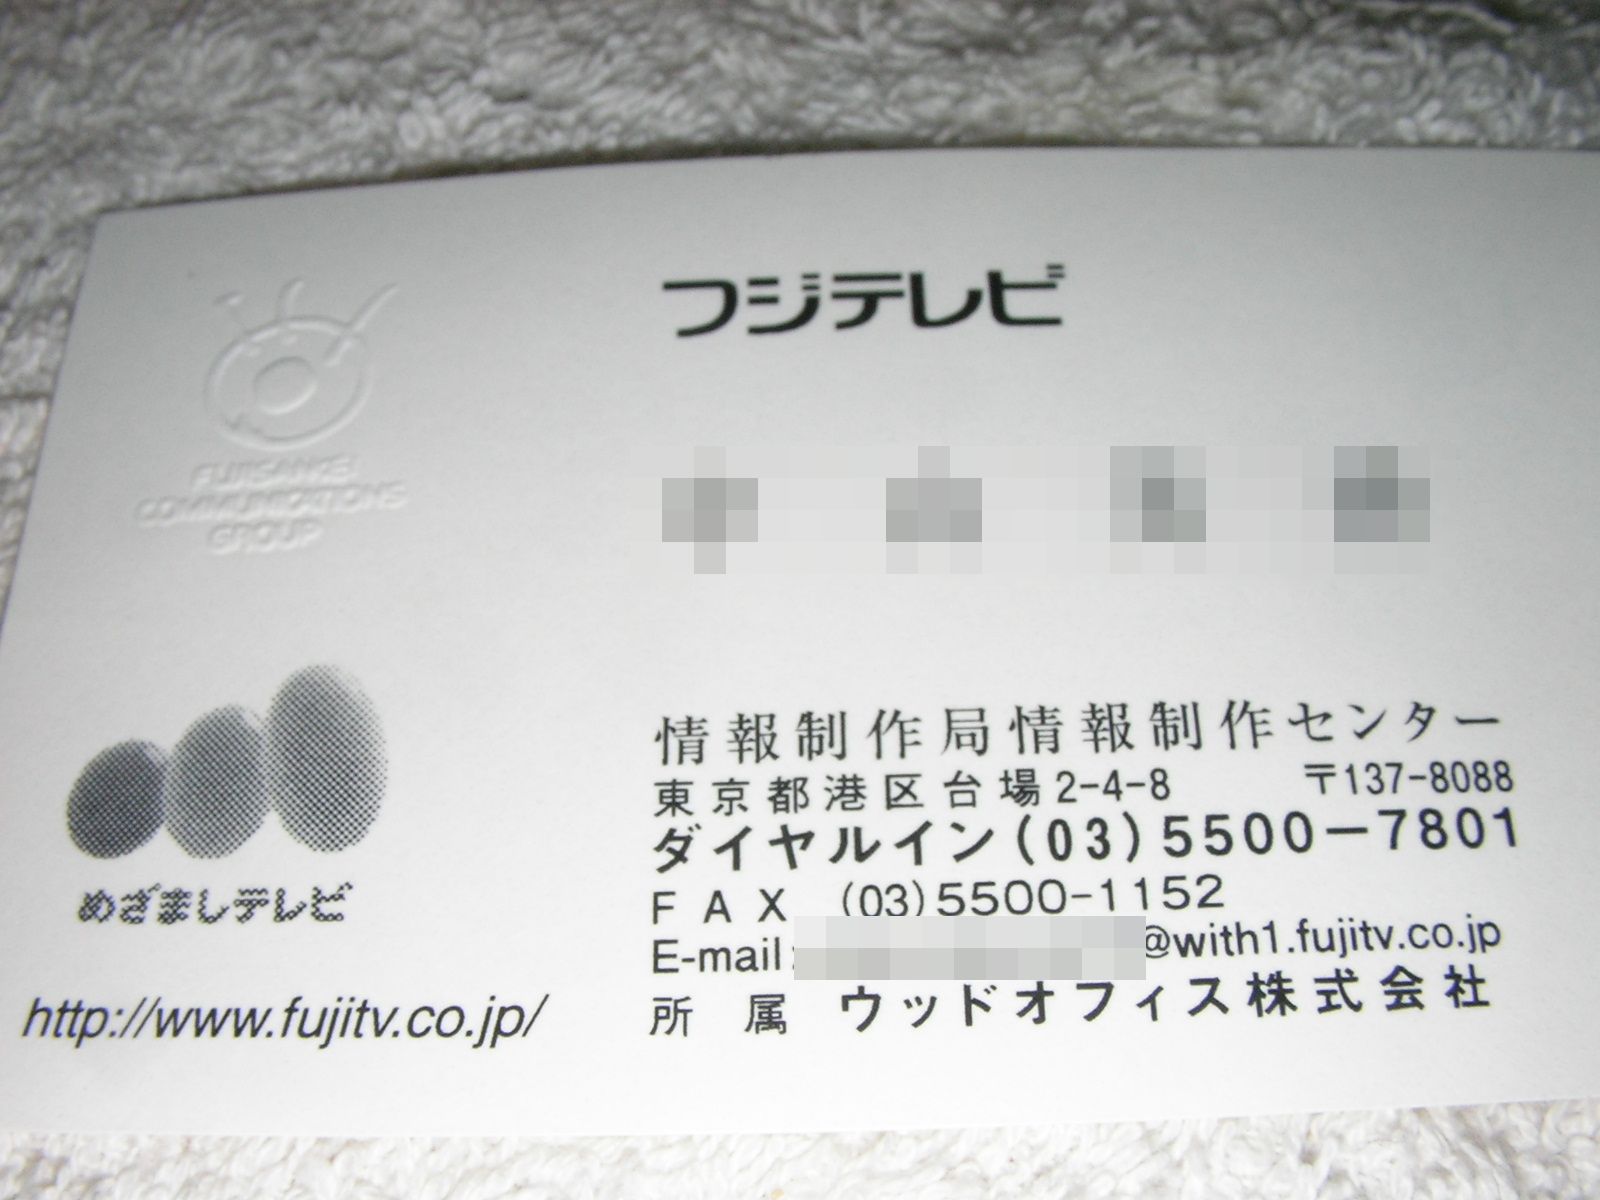 フジテレビ
FUJISANKEI
COMMUNICATIONS
GROUP
めざましテレビ
http://www.fujitv.co.jp/
情報制作局情報制作センター
東京都港区台場2-4-8 〒137-8088
ダイヤルイン(03)5500-7801
FAX (03)5500-1152
E-mail: @with1.fujitv.co.jp
所属 ウッドオフィス株式会社